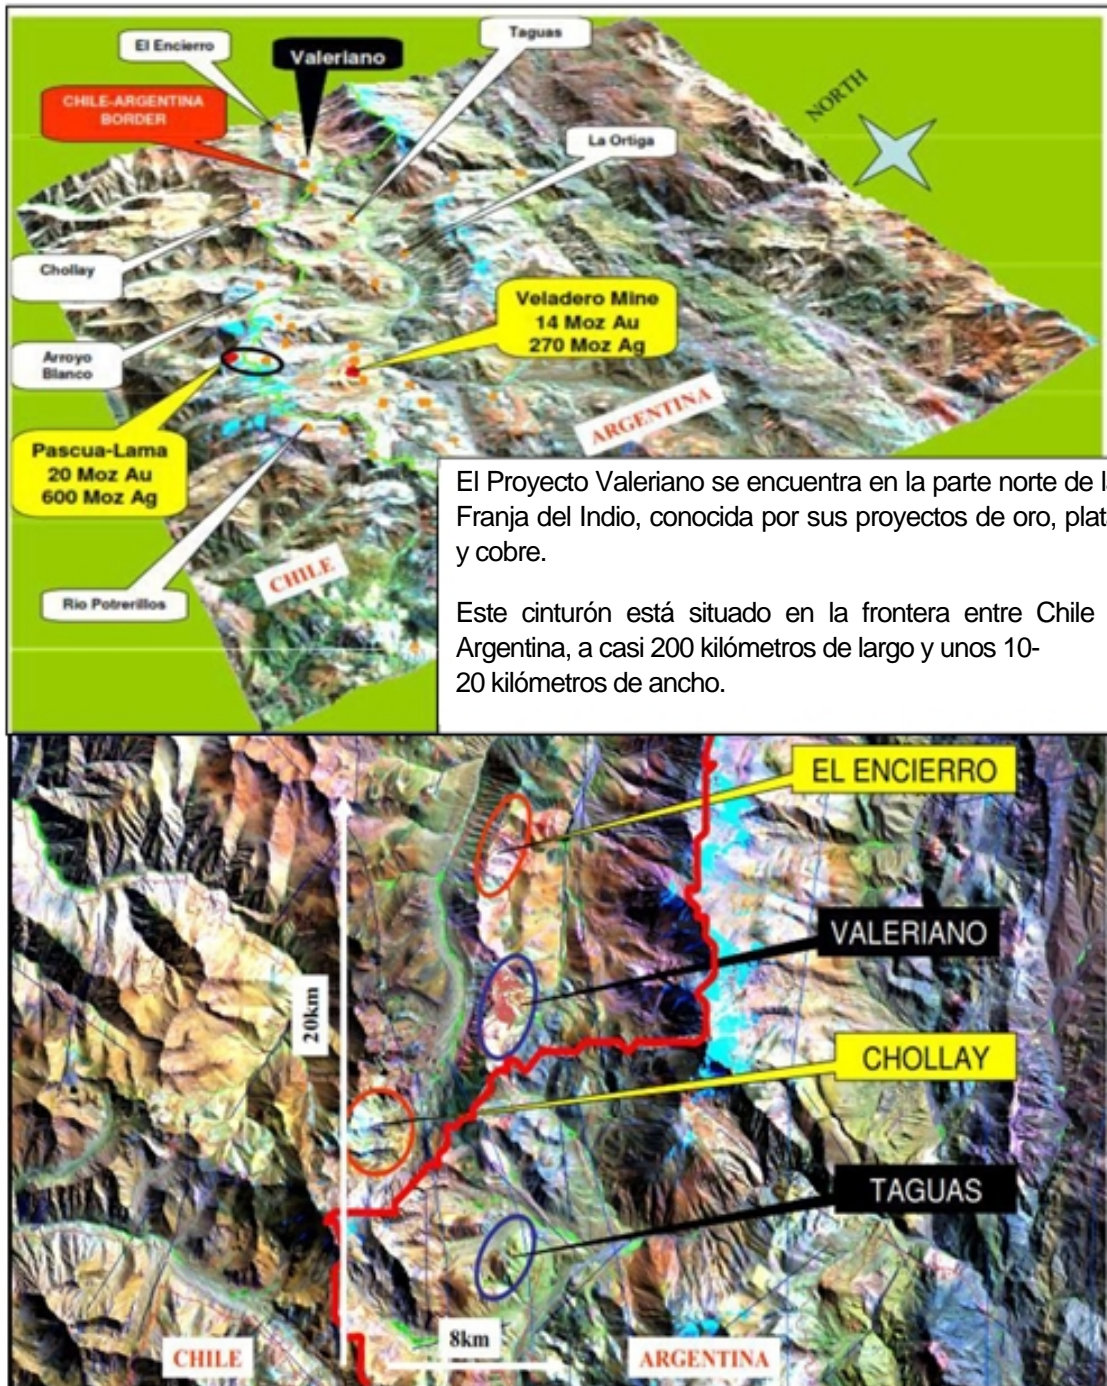 El Encierro
Valeriano
Taguas
CHILE-ARGENTINA
BORDER
La Ortiga
NORTH
Chollay
Veladero Mine
14 Moz Au
270 Moz Ag
Arroyo
Blanco
ARGENTINA
Pascua-Lama
20 Moz Au
600 Moz Ag
CHILE
Rio Potrerillos
El Proyecto Valeriano se encuentra en la parte norte de l
Franja del Indio, conocida por sus proyectos de oro, plat
y cobre.
Este cinturón está situado en la frontera entre Chile
Argentina, a casi 200 kilómetros de largo y unos 10-
20 kilómetros de ancho.
EL ENCIERRO
VALERIANO
20km
CHOLLAY
TAGUAS
8km
CHILE
ARGENTINA